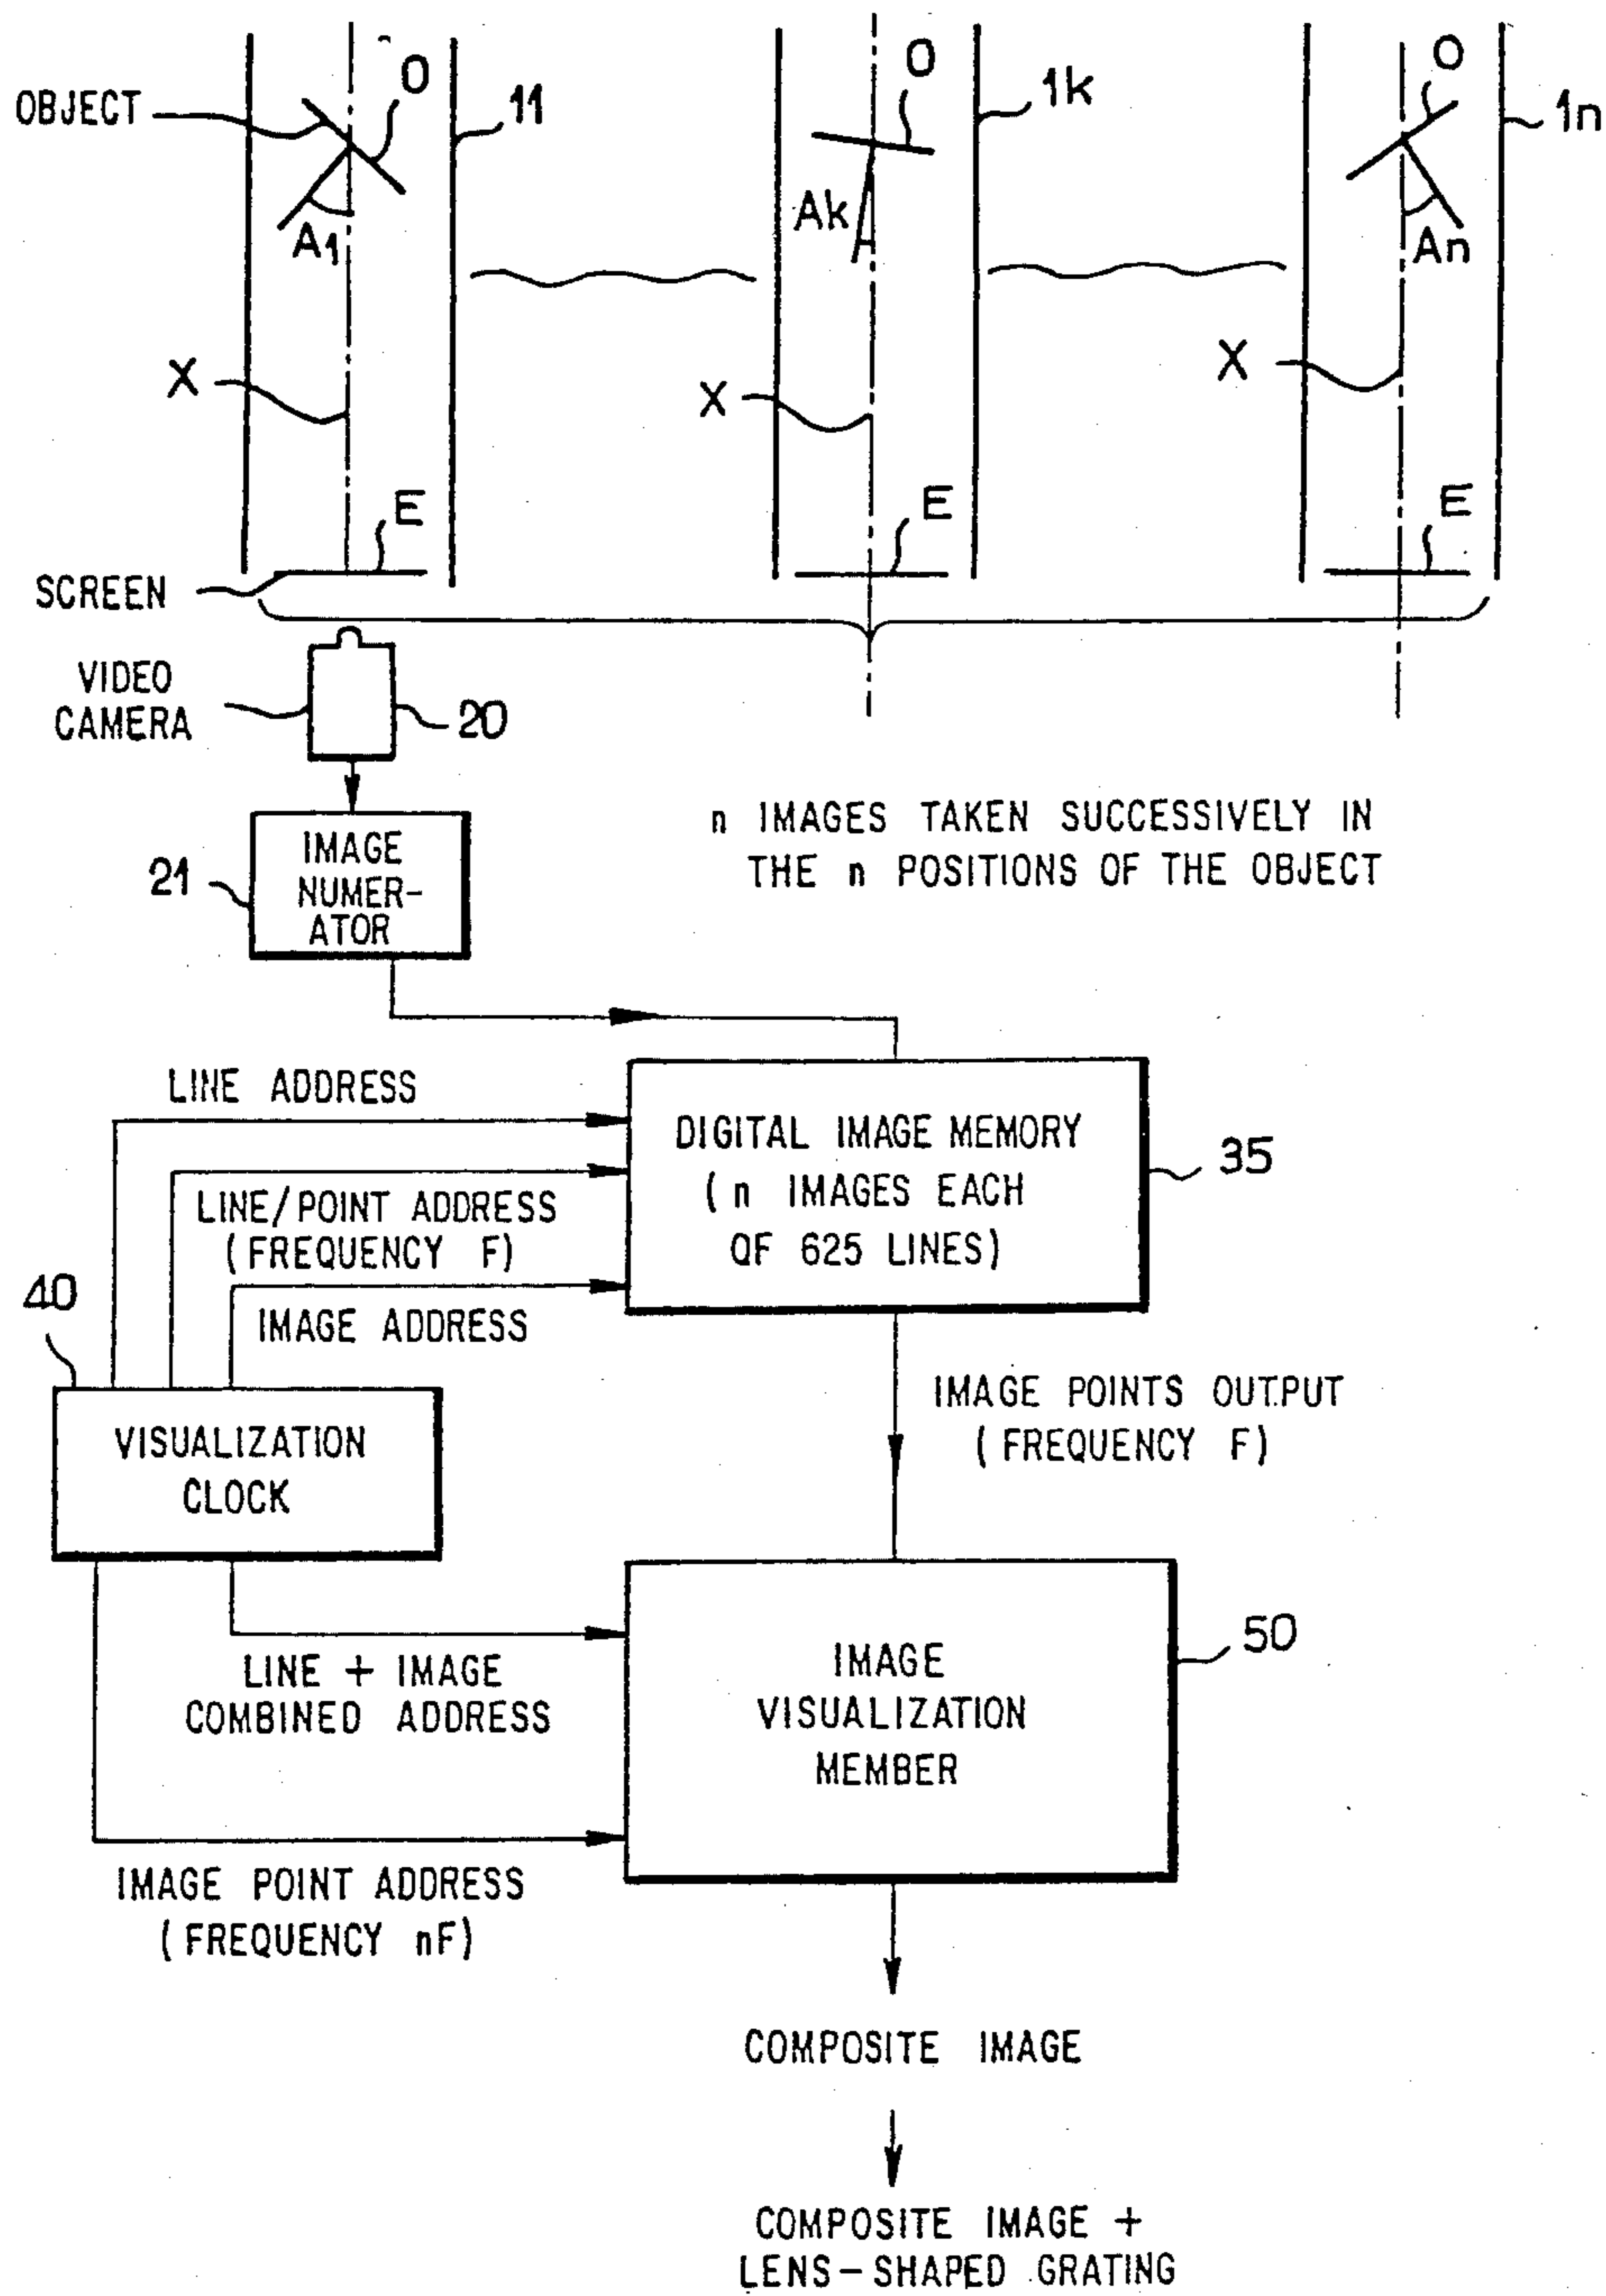 OBJECT
O
11
A1
X
E
SCREEN
O
1k
Ak
X
E
O
1n
An
X
E
VIDEO
CAMERA
20
n IMAGES TAKEN SUCCESSIVELY IN
THE n POSITIONS OF THE OBJECT
21
IMAGE
NUMER-
ATOR
LINE ADDRESS
LINE/POINT ADDRESS
(FREQUENCY F)
IMAGE ADDRESS
DIGITAL IMAGE MEMORY
(n IMAGES EACH
OF 625 LINES)
35
40
VISUALIZATION
CLOCK
IMAGE POINTS OUTPUT
(FREQUENCY F)
LINE + IMAGE
COMBINED ADDRESS
IMAGE
VISUALIZATION
MEMBER
50
IMAGE POINT ADDRESS
(FREQUENCY nF)
COMPOSITE IMAGE
COMPOSITE IMAGE +
LENS-SHAPED GRATING